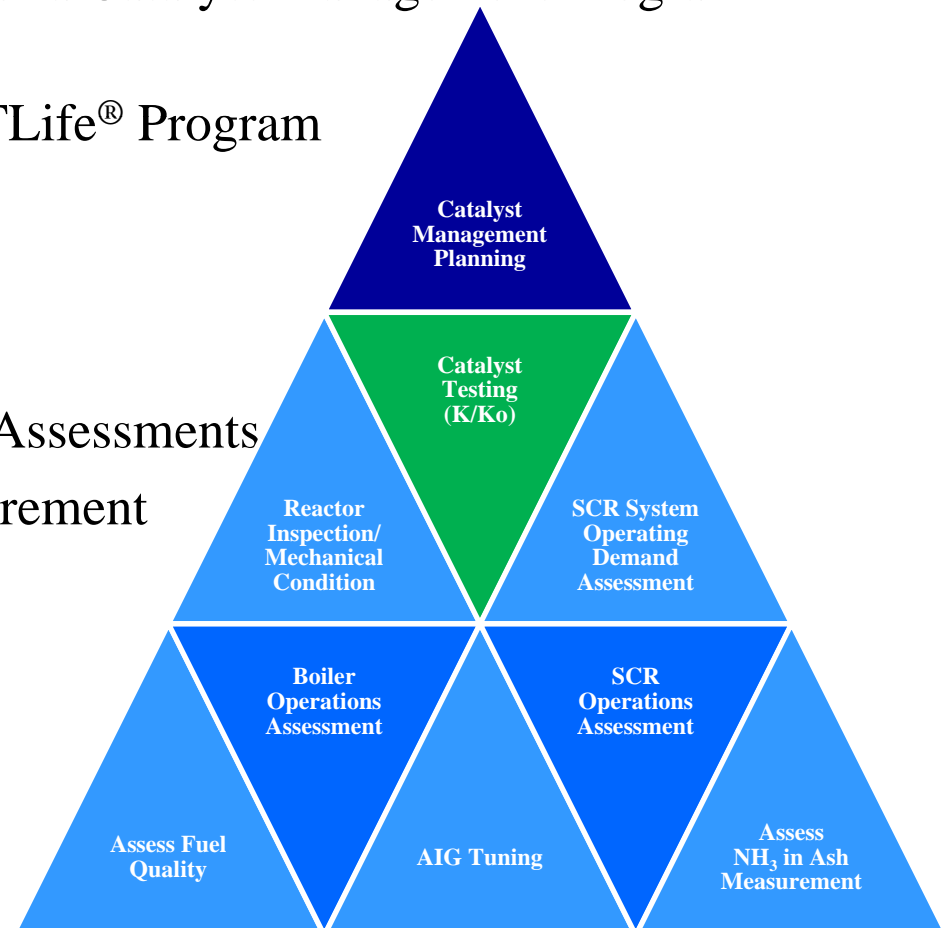 TLife® Program
Catalyst
Management
Planning
Catalyst
Testing
(K/Ko)
Assessments
rement
Reactor
Inspection/
Mechanical
Condition
SCR System
Operating
Demand
Assessment
Boiler
Operations
Assessment
SCR
Operations
Assessment
Assess Fuel
Quality
AIG Tuning
Assess
NH₃ in Ash
Measurement